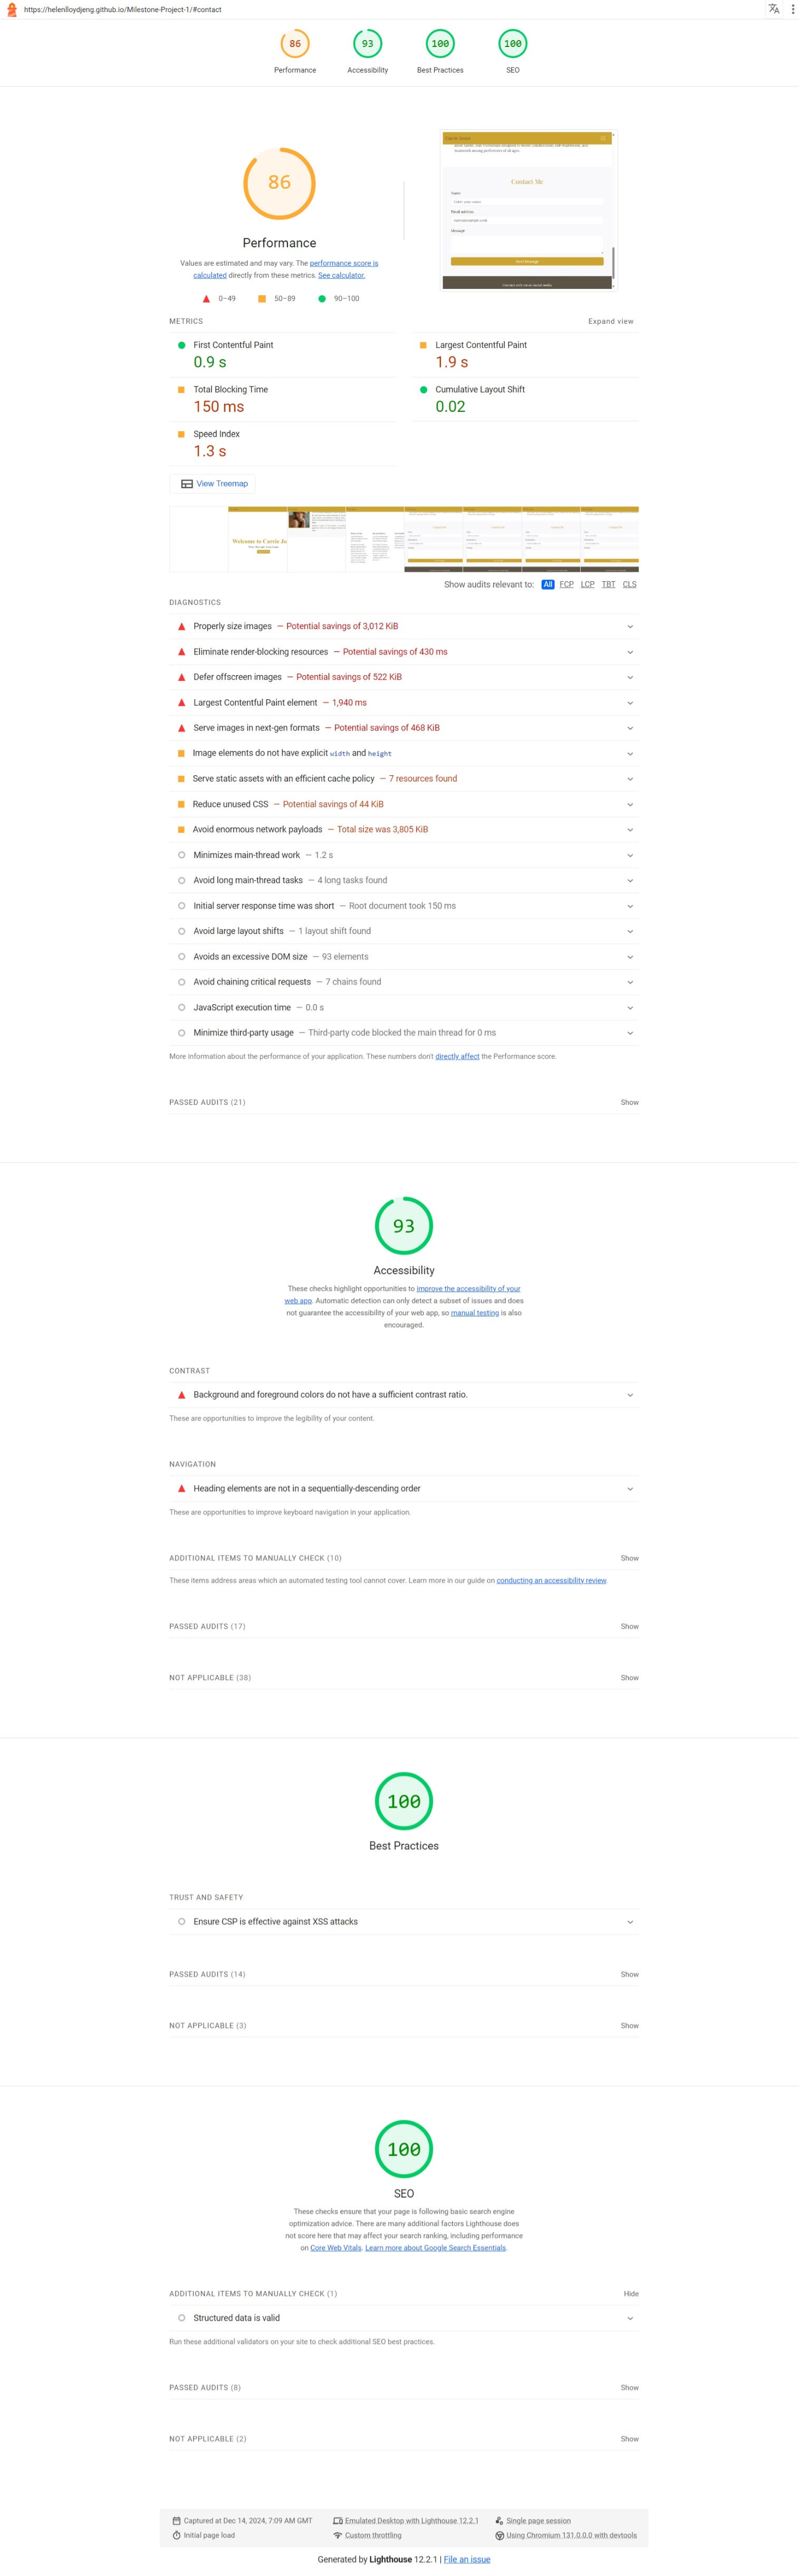 https://helenlloydjeng.github.io/Milestone-Project-1/#contact
86 93 100 100
Performance Accessibility Best Practices SEO
86
Performance
Values are estimated and may vary. The performance score is
calculated directly from these metrics. See calculator.
0–49 50–89 90–100
Contact Me
Name
Enter your name
Email address
Message
Send Message
METRICS Expand view
First Contentful Paint
0.9 s
Largest Contentful Paint
1.9 s
Total Blocking Time
150 ms
Cumulative Layout Shift
0.02
Speed Index
1.3 s
View Treemap
Welcome to Carrie Jo
Show audits relevant to: All FCP LCP TBT CLS
DIAGNOSTICS
Properly size images — Potential savings of 3,012 KiB
Eliminate render-blocking resources — Potential savings of 430 ms
Defer offscreen images — Potential savings of 522 KiB
Largest Contentful Paint element — 1,940 ms
Serve images in next-gen formats — Potential savings of 468 KiB
Image elements do not have explicit width and height
Serve static assets with an efficient cache policy — 7 resources found
Reduce unused CSS — Potential savings of 44 KiB
Avoid enormous network payloads — Total size was 3,805 KiB
Minimizes main-thread work — 1.2 s
Avoid long main-thread tasks — 4 long tasks found
Initial server response time was short — Root document took 150 ms
Avoid large layout shifts — 1 layout shift found
Avoids an excessive DOM size — 93 elements
Avoid chaining critical requests — 7 chains found
JavaScript execution time — 0.0 s
Minimize third-party usage — Third-party code blocked the main thread for 0 ms
More information about the performance of your application. These numbers don't directly affect the Performance score.
PASSED AUDITS (21) Show
93
Accessibility
These checks highlight opportunities to improve the accessibility of your
web app. Automatic detection can only detect a subset of issues and does
not guarantee the accessibility of your web app, so manual testing is also
encouraged.
CONTRAST
Background and foreground colors do not have a sufficient contrast ratio.
These are opportunities to improve the legibility of your content.
NAVIGATION
Heading elements are not in a sequentially-descending order
These are opportunities to improve keyboard navigation in your application.
ADDITIONAL ITEMS TO MANUALLY CHECK (10) Show
These items address areas which an automated testing tool cannot cover. Learn more in our guide on conducting an accessibility review.
PASSED AUDITS (17) Show
NOT APPLICABLE (38) Show
100
Best Practices
TRUST AND SAFETY
Ensure CSP is effective against XSS attacks
PASSED AUDITS (14) Show
NOT APPLICABLE (3) Show
100
SEO
These checks ensure that your page is following basic search engine
optimization advice. There are many additional factors Lighthouse does
not score here that may affect your search ranking, including performance
on Core Web Vitals. Learn more about Google Search Essentials.
ADDITIONAL ITEMS TO MANUALLY CHECK (1) Hide
Structured data is valid
Run these additional validators on your site to check additional SEO best practices.
PASSED AUDITS (8) Show
NOT APPLICABLE (2) Show
Captured at Dec 14, 2024, 7:09 AM GMT Emulated Desktop with Lighthouse 12.2.1 Single page session
Initial page load Custom throttling Using Chromium 131.0.0.0 with devtools
Generated by Lighthouse 12.2.1 | File an issue